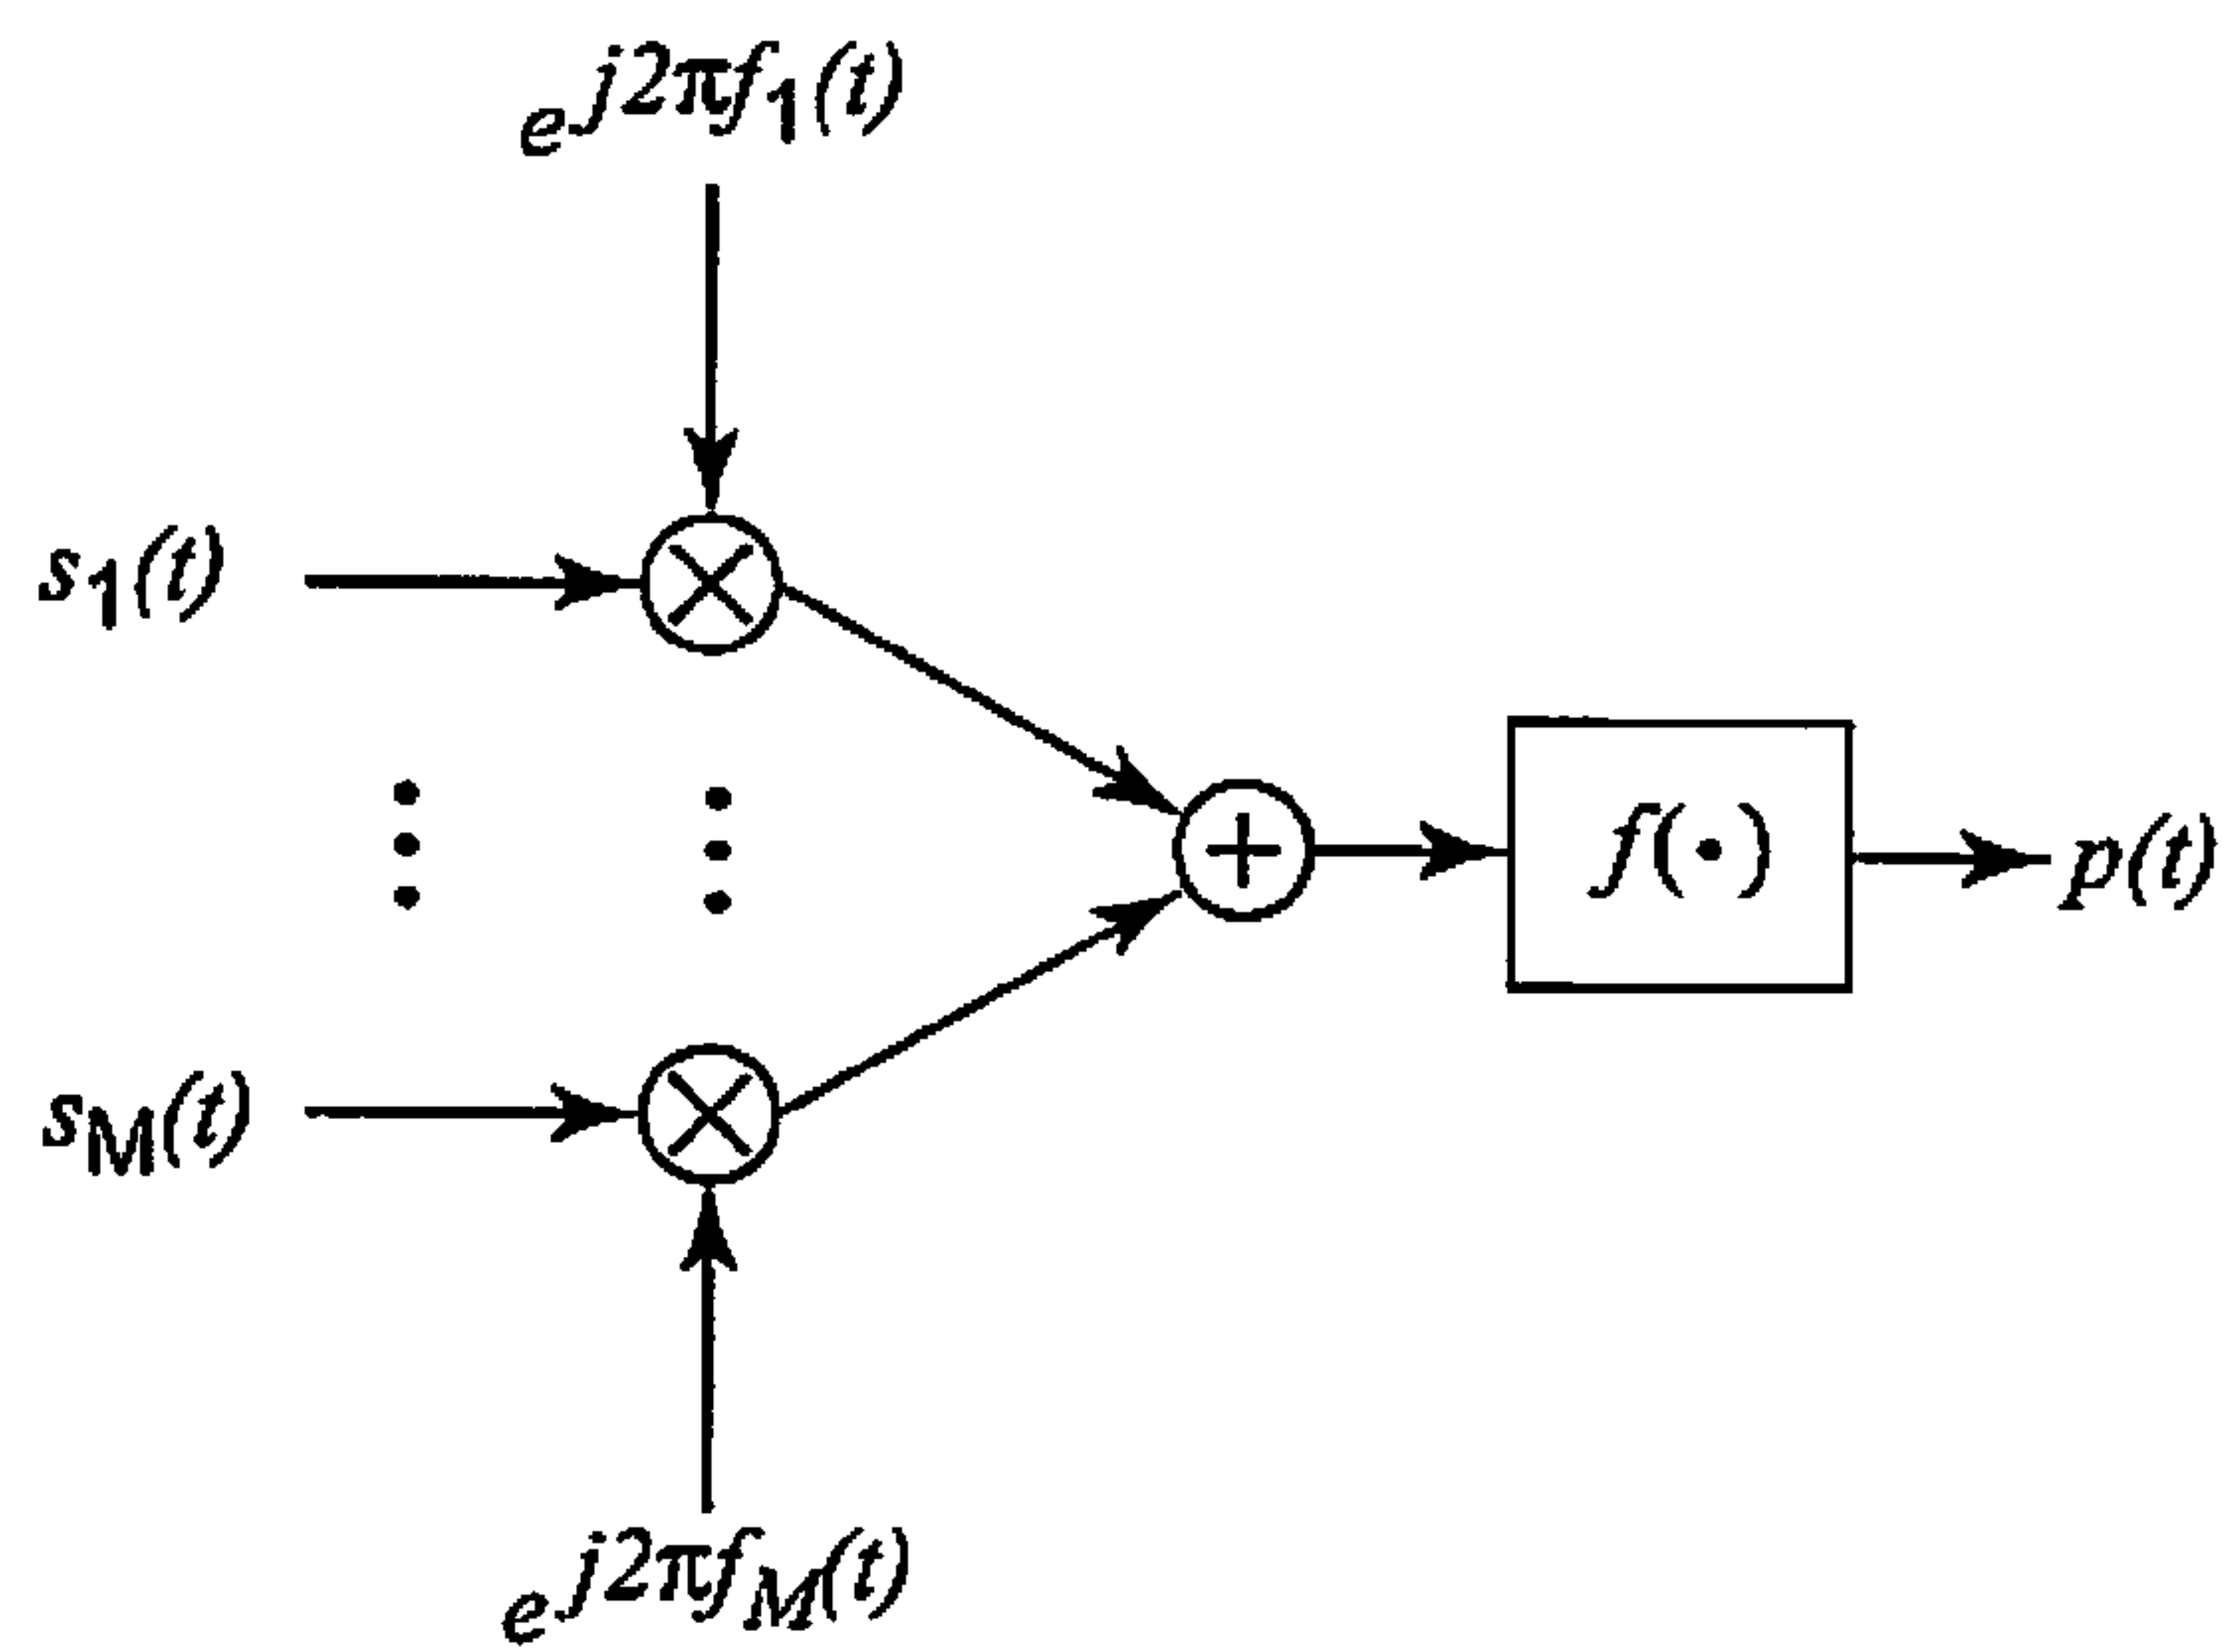 e^{j2πf_1(t)}
s_1(t)
f(·)
p(t)
s_M(t)
e^{j2πf_M(t)}